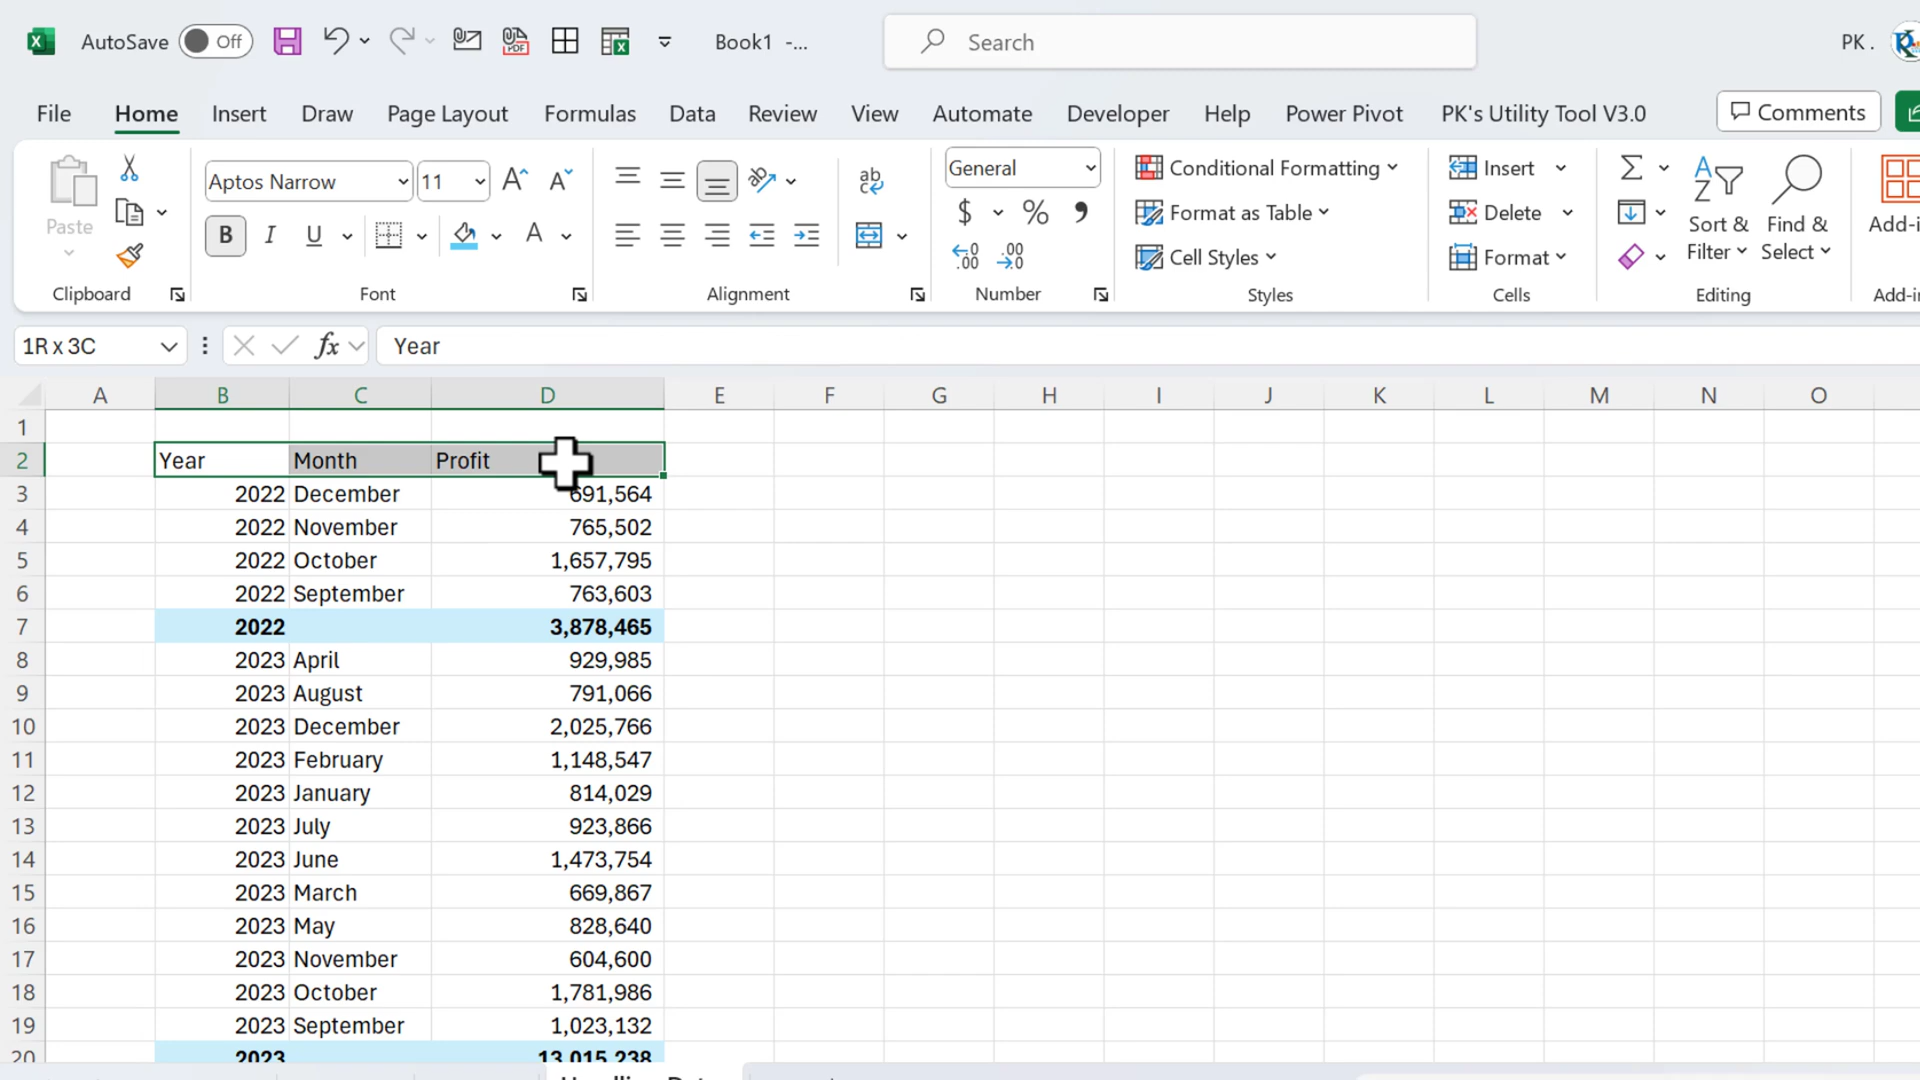 AutoSave Off Book1 -... Search PK .
File Home Insert Draw Page Layout Formulas Data Review View Automate Developer Help Power Pivot PK's Utility Tool V3.0 Comments
Paste
Clipboard
Aptos Narrow 11
B I U A
Font
ab
Alignment
General
$ % 9
Number
Conditional Formatting
Format as Table
Cell Styles
Styles
Insert
Delete
Format
Cells
Sort &
Filter
Find &
Select
Editing
Add-i
Add-i
1R x 3C fx Year
A B C D E F G H I J K L M N O
1
2 Year Month Profit
3 2022 December 691,564
4 2022 November 765,502
5 2022 October 1,657,795
6 2022 September 763,603
7 2022 3,878,465
8 2023 April 929,985
9 2023 August 791,066
10 2023 December 2,025,766
11 2023 February 1,148,547
12 2023 January 814,029
13 2023 July 923,866
14 2023 June 1,473,754
15 2023 March 669,867
16 2023 May 828,640
17 2023 November 604,600
18 2023 October 1,781,986
19 2023 September 1,023,132
20 2023 13,015,238